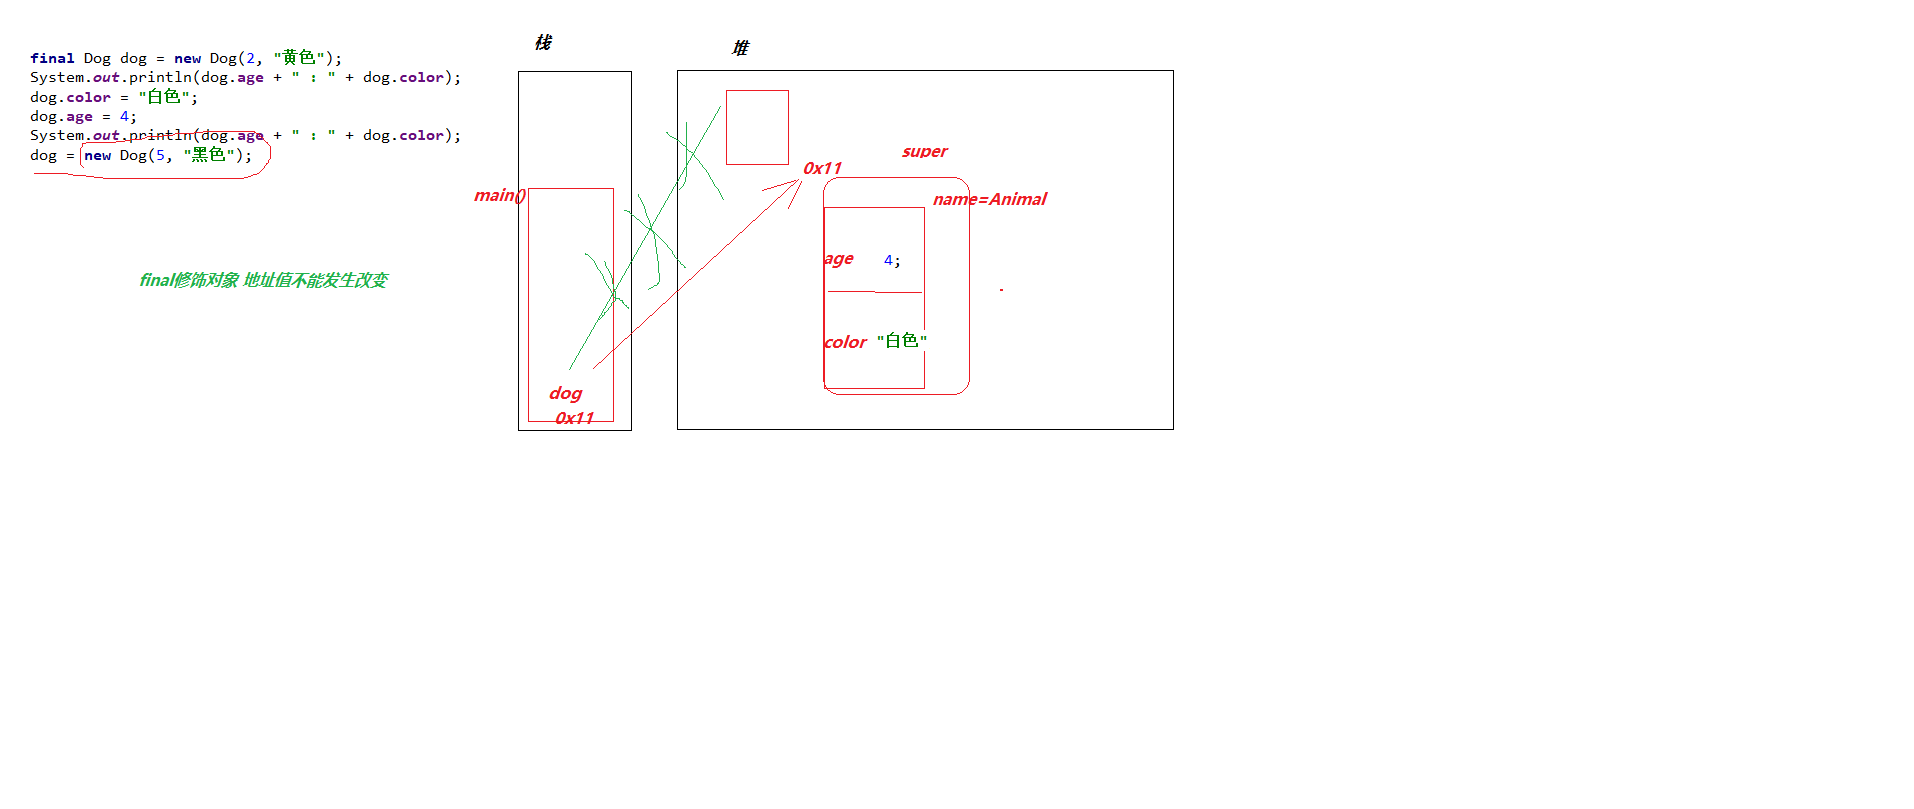 final Dog dog = new Dog(2, "黄色");
System.out.println(dog.age + " : " + dog.color);
dog.color = "白色";
dog.age = 4;
System.out.println(dog.age + " : " + dog.color);
dog = new Dog(5, "黑色");
final修饰对象 地址值不能发生改变
栈
main()
dog
0x11
堆
0x11
super
name=Animal
age 4;
color "白色"